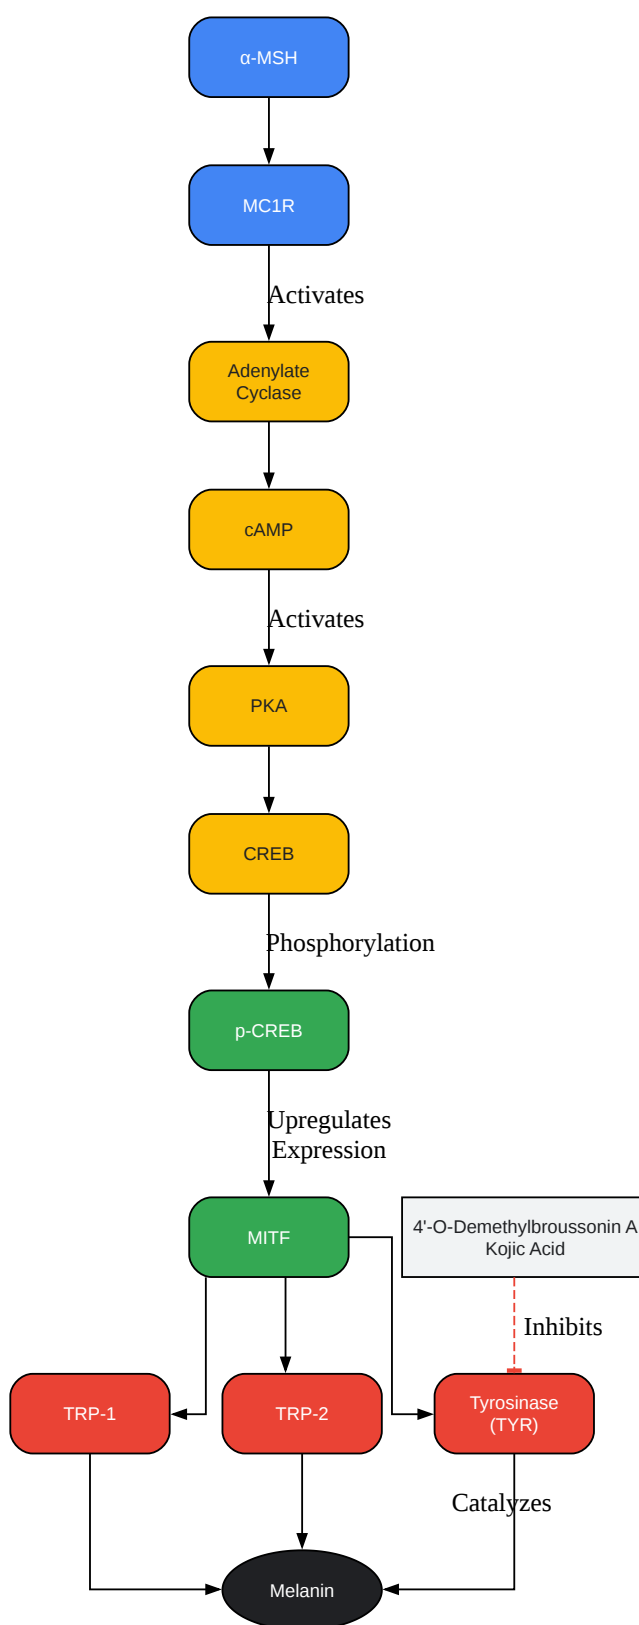 α-MSH
MC1R
Activates
Adenylate
Cyclase
cAMP
Activates
PKA
CREB
Phosphorylation
p-CREB
Upregulates
Expression
MITF
4'-O-Demethylbroussonin A
Kojic Acid
Inhibits
TRP-1
TRP-2
Tyrosinase
(TYR)
Catalyzes
Melanin